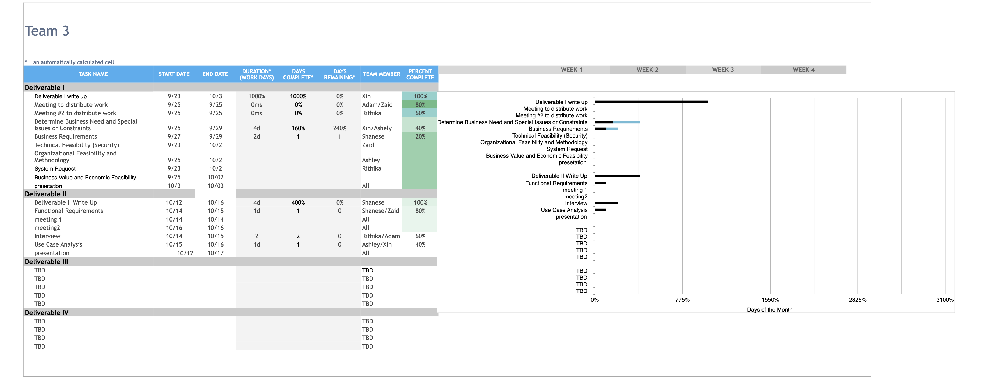 Team 3
* = an automatically calculated cell
TASK NAME START DATE END DATE DURATION* (WORK DAYS) DAYS COMPLETE* DAYS REMAINING* TEAM MEMBER PERCENT COMPLETE WEEK 1 WEEK 2 WEEK 3 WEEK 4
Deliverable I
Deliverable I write up 9/23 10/3 1000% 1000% 0% Xin 100%
Meeting to distribute work 9/25 9/25 0ms 0% 0% Adam/Zaid 80%
Meeting #2 to distribute work 9/25 9/25 0ms 0% 0% Rithika 60%
Determine Business Need and Special
Issues or Constraints 9/25 9/29 4d 160% 240% Xin/Ashely 40%
Business Requirements 9/27 9/29 2d 1 1 Shanese 20%
Technical Feasibility (Security) 9/23 10/2 Zaid
Organizational Feasibility and
Methodology 9/25 10/2 Ashley
System Request 9/23 10/2 Rithika
Business Value and Economic Feasibility 9/25 10/02
presetation 10/3 10/03 All
Deliverable II
Deliverable II Write Up 10/12 10/16 4d 400% 0% Shanese 100%
Functional Requirements 10/14 10/15 1d 1 0 Shanese/Zaid 80%
meeting 1 10/14 10/14 All
meeting2 10/16 10/16 All
Interview 10/14 10/15 2 2 0 Rithika/Adam 60%
Use Case Analysis 10/15 10/16 1d 1 0 Ashley/Xin 40%
presentation 10/12 10/17 All
Deliverable III
TBD TBD
TBD TBD
TBD TBD
TBD TBD
TBD TBD
Deliverable IV
TBD TBD
TBD TBD
TBD TBD
TBD TBD
Deliverable I write up
Meeting to distribute work
Meeting #2 to distribute work
Determine Business Need and Special Issues or Constraints
Business Requirements
Technical Feasibility (Security)
Organizational Feasibility and Methodology
System Request
Business Value and Economic Feasibility
presetation
Deliverable II Write Up
Functional Requirements
meeting 1
meeting2
Interview
Use Case Analysis
presentation
TBD
TBD
TBD
TBD
TBD
TBD
TBD
TBD
TBD
0% 775% 1550% 2325% 3100%
Days of the Month